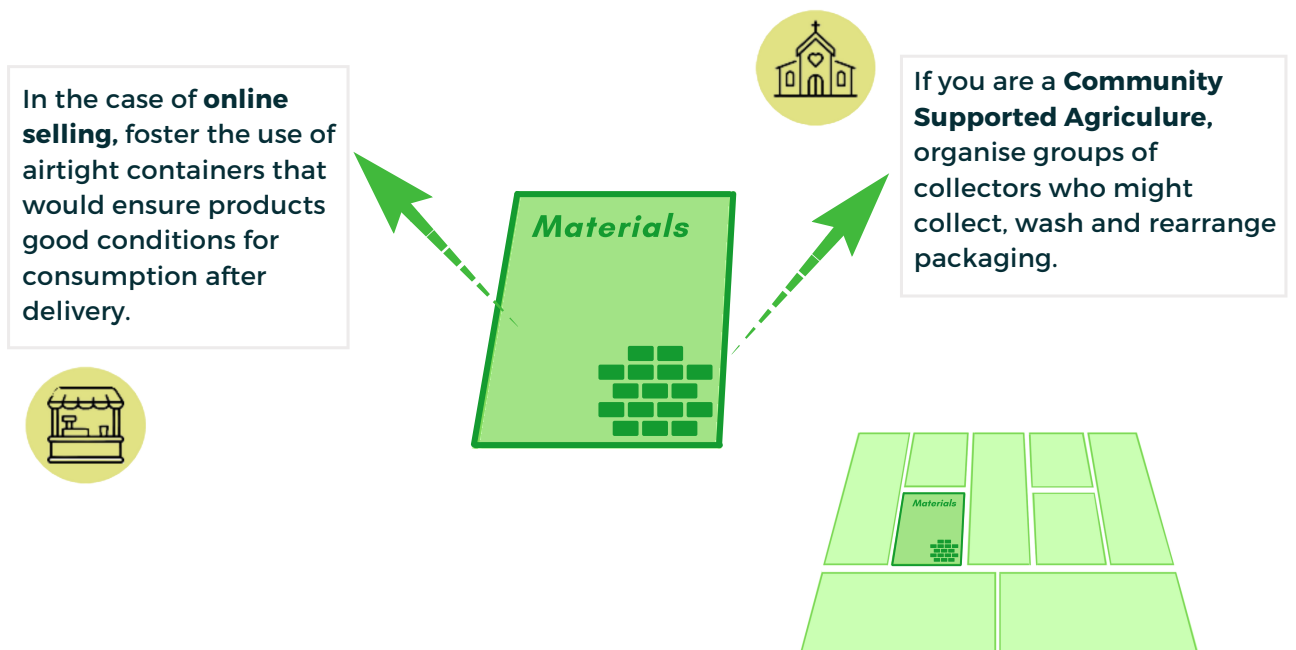 In the case of online
selling, foster the use of
airtight containers that
would ensure products
good conditions for
consumption after
delivery.
If you are a Community
Supported Agriculure,
organise groups of
collectors who might
collect, wash and rearrange
packaging.
Materials
Materials